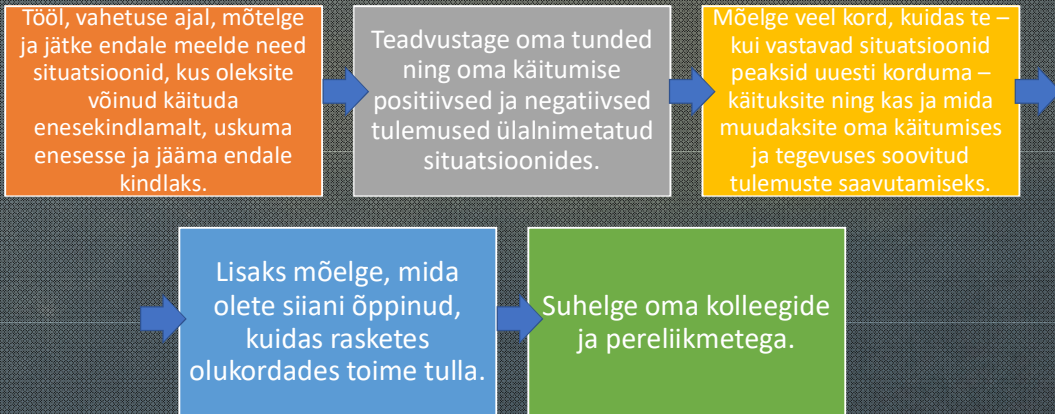 Tööl, vahetuse ajal, mõtelge
ja jätke endale meelde need
situatsioonid, kus oleksite
võinud käituda
enesekindlamalt, uskuma
enesesse ja jääma endale
kindlaks.
Teadvustage oma tunded
ning oma käitumise
positiivsed ja negatiivsed
tulemused ülalnimetatud
situatsioonides.
Mõelge veel kord, kuidas te –
kui vastavad situatsioonid
peaksid uuesti korduma –
käituksite ning kas ja mida
muudaksite oma käitumises
ja tegevuses soovitud
tulemuste saavutamiseks.
Lisaks mõelge, mida
olete siiani õppinud,
kuidas rasketes
olukordades toime tulla.
Suhelge oma kolleegide
ja pereliikmetega.